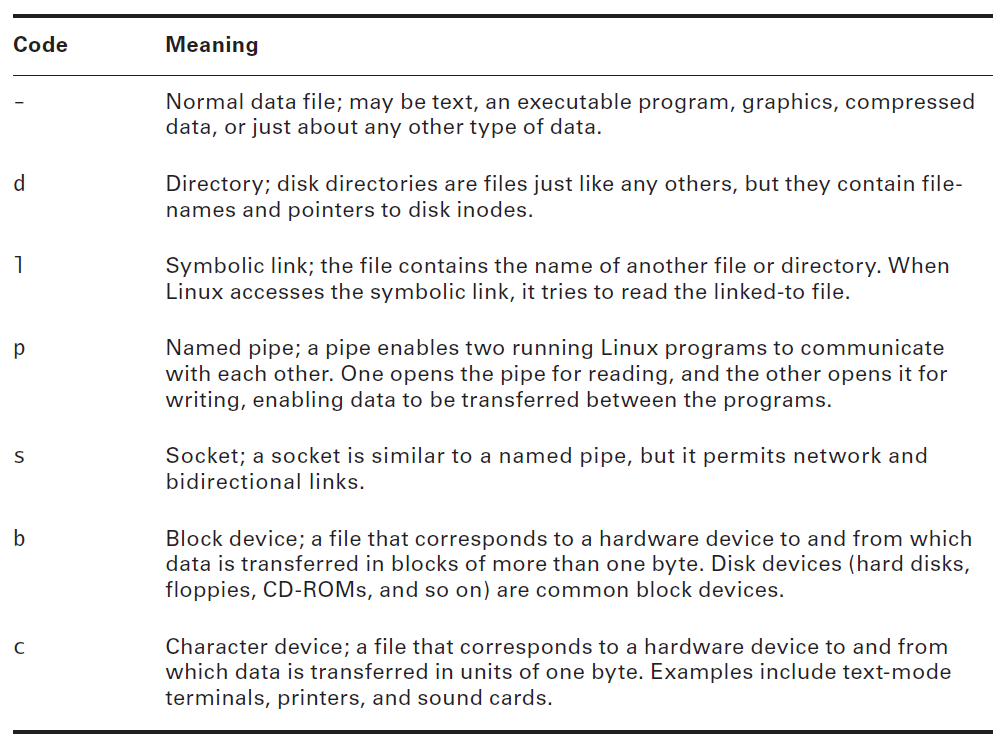 Code Meaning
- Normal data file; may be text, an executable program, graphics, compressed
data, or just about any other type of data.
d Directory; disk directories are files just like any others, but they contain file-
names and pointers to disk inodes.
l Symbolic link; the file contains the name of another file or directory. When
Linux accesses the symbolic link, it tries to read the linked-to file.
p Named pipe; a pipe enables two running Linux programs to communicate
with each other. One opens the pipe for reading, and the other opens it for
writing, enabling data to be transferred between the programs.
s Socket; a socket is similar to a named pipe, but it permits network and
bidirectional links.
b Block device; a file that corresponds to a hardware device to and from which
data is transferred in blocks of more than one byte. Disk devices (hard disks,
floppies, CD-ROMs, and so on) are common block devices.
c Character device; a file that corresponds to a hardware device to and from
which data is transferred in units of one byte. Examples include text-mode
terminals, printers, and sound cards.